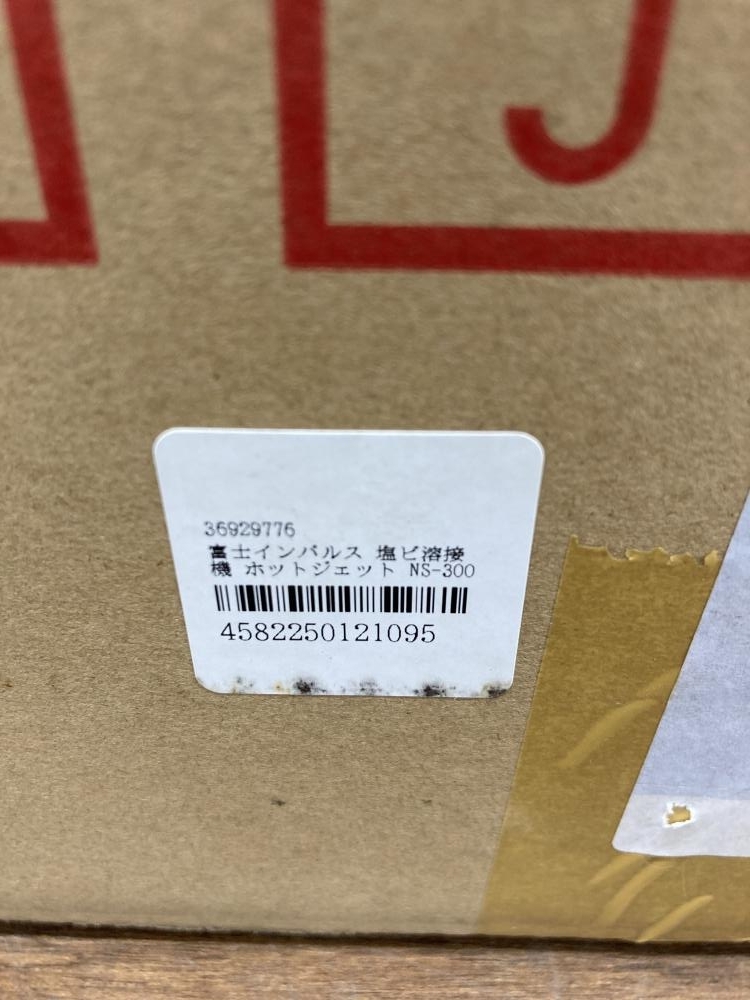 J
36929776
富士インパルス 塩ビ溶接
機 ホットジェット NS-300
4582250121095